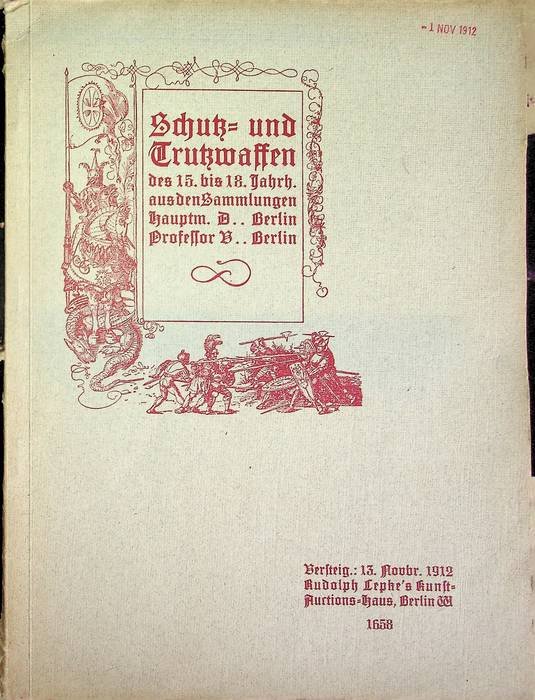 - 1 NOV 1912
Schutz- und
Trutzwaffen
des 15. bis 18. Jahrh.
aus den Sammlungen
Hauptm. D.. Berlin
Professor B.. Berlin
Versteig.: 13. Novbr. 1912
Rudolph Lepke's Kunst-
Auctions-Haus, Berlin W
1658